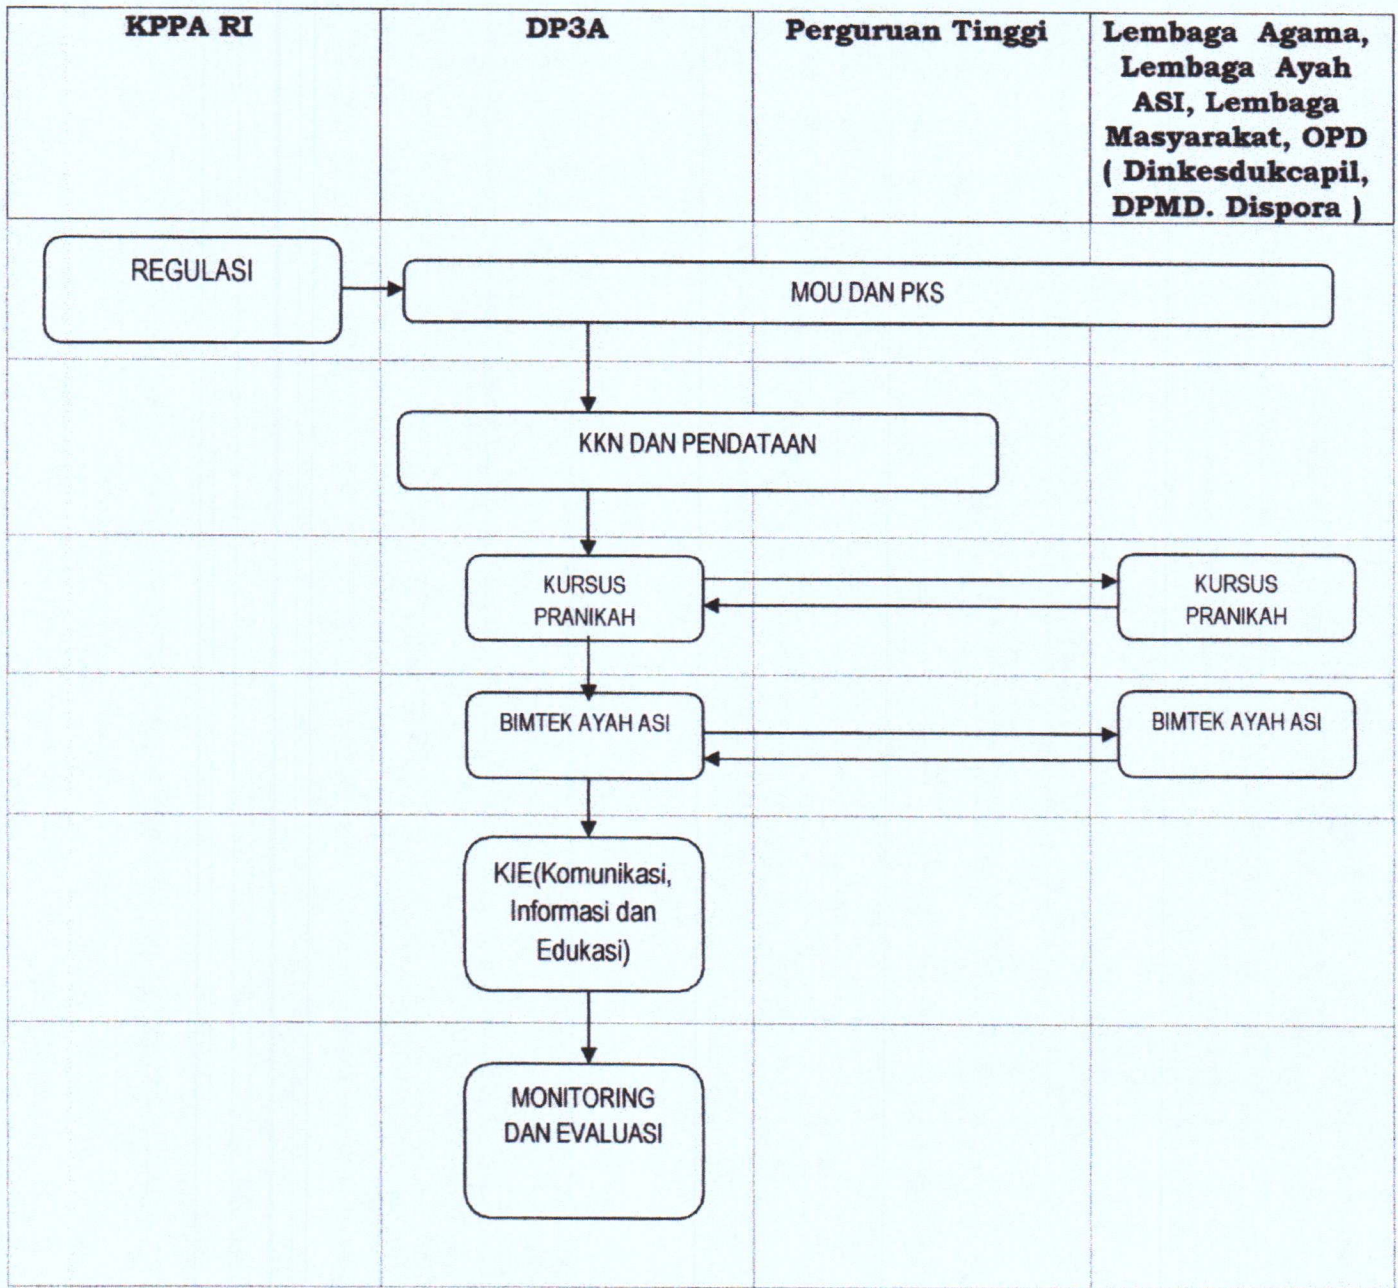 KPPA RI
DP3A
Perguruan Tinggi
Lembaga Agama,
Lembaga Ayah
ASI, Lembaga
Masyarakat, OPD
( Dinkesdukcapil,
DPMD. Dispora )
REGULASI
MOU DAN PKS
KKN DAN PENDATAAN
KURSUS
PRANIKAH
KURSUS
PRANIKAH
BIMTEK AYAH ASI
BIMTEK AYAH ASI
KIE(Komunikasi,
Informasi dan
Edukasi)
MONITORING
DAN EVALUASI